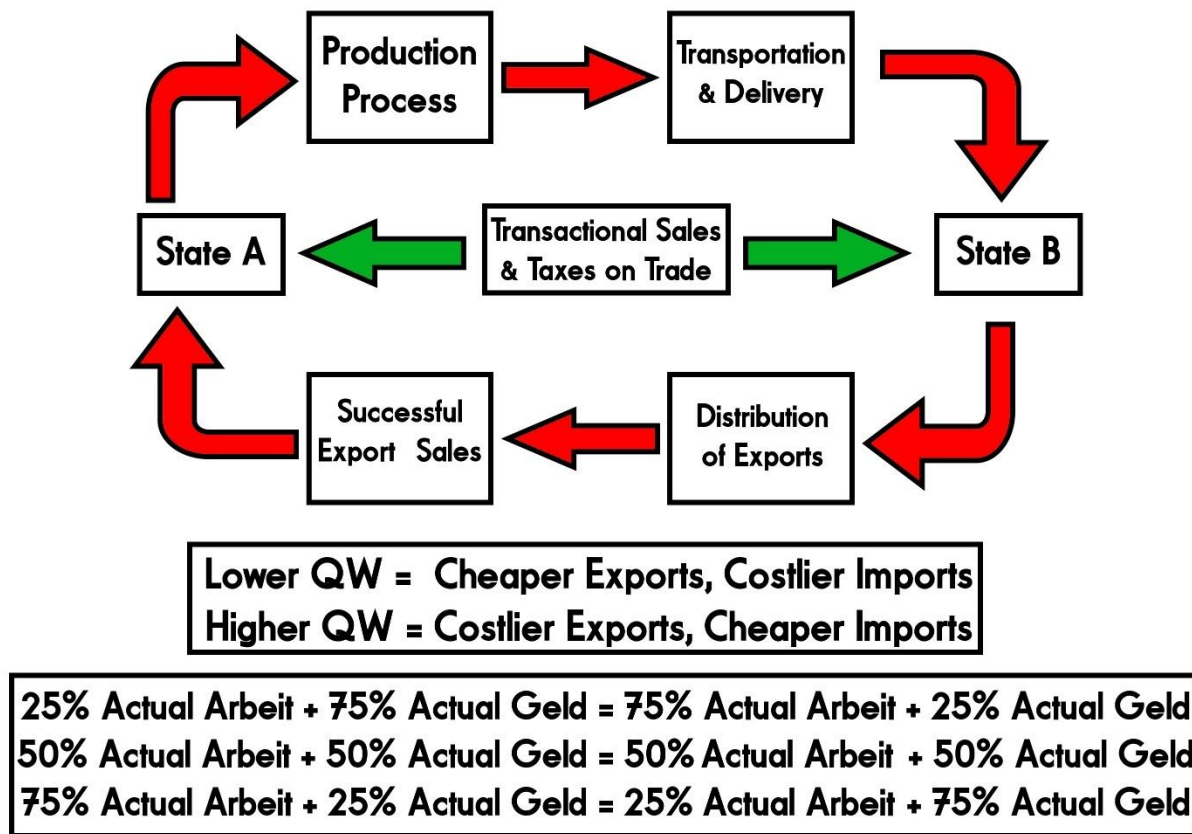 Production
Process
Transportation
& Delivery
State A
Transactional Sales
& Taxes on Trade
State B
Successful
Export Sales
Distribution
of Exports
Lower QW = Cheaper Exports, Costlier Imports
Higher QW = Costlier Exports, Cheaper Imports
25% Actual Arbeit + 75% Actual Geld = 75% Actual Arbeit + 25% Actual Geld
50% Actual Arbeit + 50% Actual Geld = 50% Actual Arbeit + 50% Actual Geld
75% Actual Arbeit + 25% Actual Geld = 25% Actual Arbeit + 75% Actual Geld